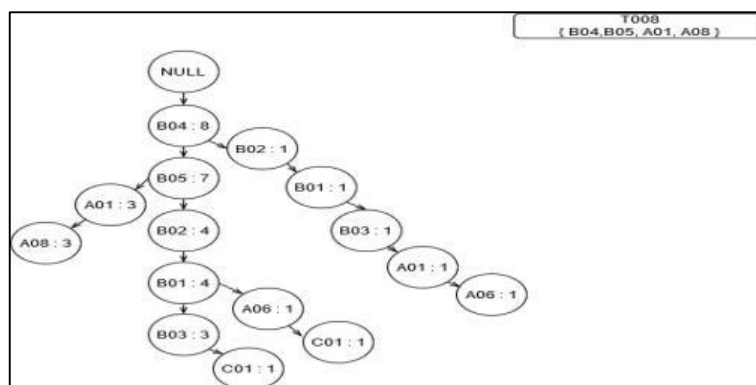 T008
{ B04,B05, A01, A08 }
NULL
B04 : 8
B02 : 1
B05 : 7
B01 : 1
A01 : 3
B02 : 4
B03 : 1
A08 : 3
A01 : 1
B01 : 4
A06 : 1
A06 : 1
B03 : 3
C01 : 1
C01 : 1